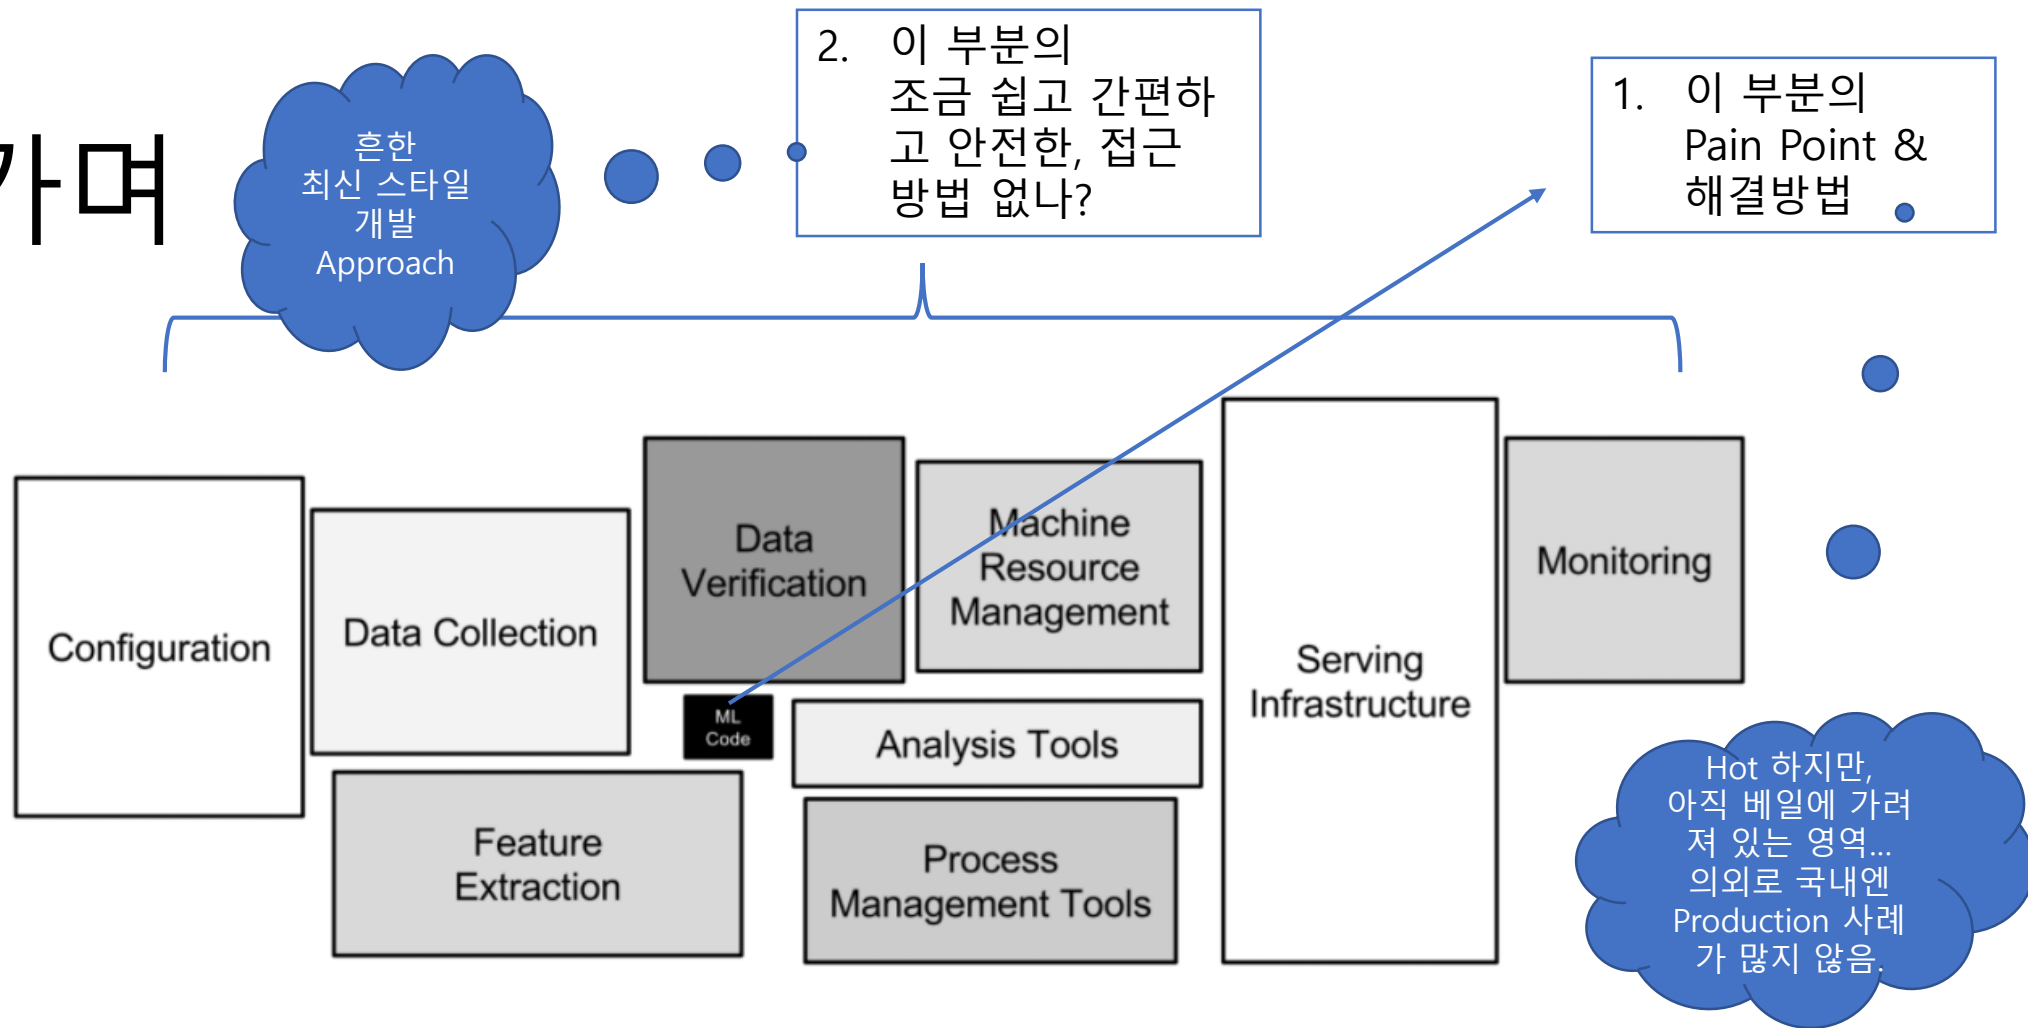 가며
흔한
최신 스타일
개발
Approach
2. 이 부분의
조금 쉽고 간편하
고 안전한, 접근
방법 없나?
1. 이 부분의
Pain Point &
해결방법
Configuration
Data Collection
Data
Verification
Machine
Resource
Management
Serving
Infrastructure
Monitoring
ML
Code
Analysis Tools
Feature
Extraction
Process
Management Tools
Hot 하지만,
아직 베일에 가려
져 있는 영역...
의외로 국내엔
Production 사례
가 많지 않음.